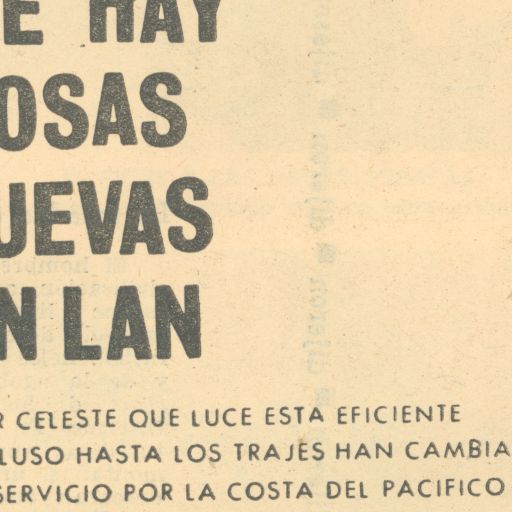 E HAY
OSAS
UEVAS
N LAN
R CELESTE QUE LUCE ESTA EFICIENTE
LUSO HASTA LOS TRAJES HAN CAMBIA
SERVICIO POR LA COSTA DEL PACIFICO